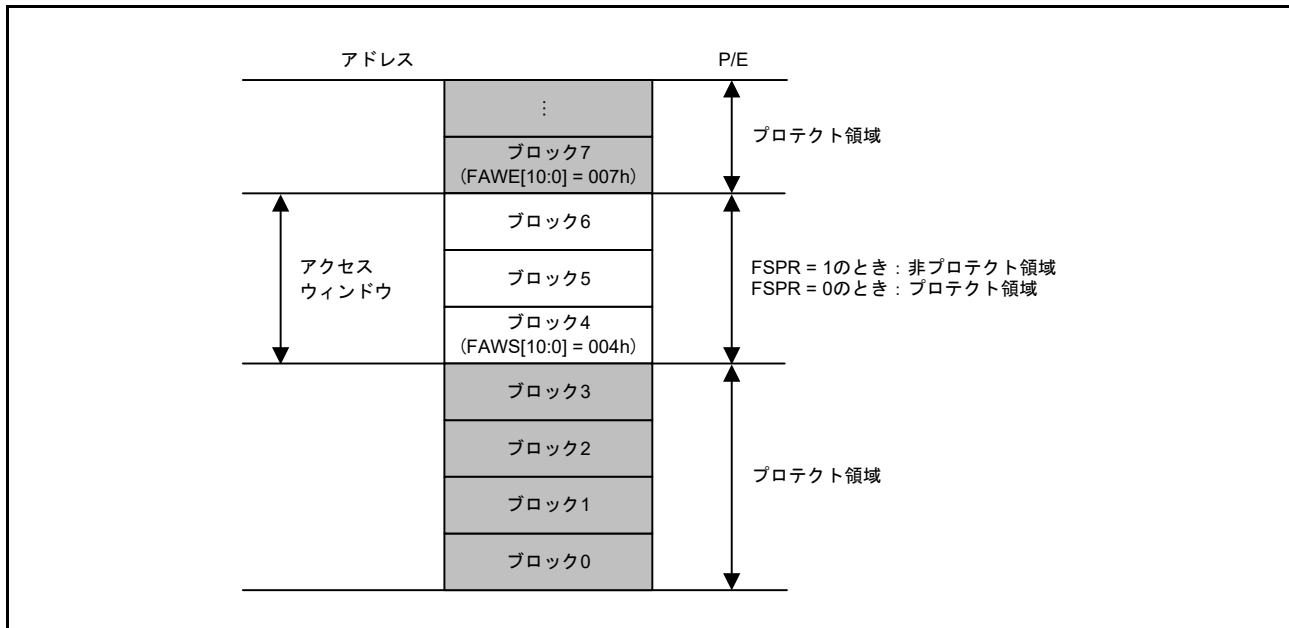 アドレス
P/E
⋮
プロテクト領域
ブロック7
（FAWE[10:0] = 007h）
ブロック6
アクセス
ウィンドウ
ブロック5
FSPR = 1のとき：非プロテクト領域
FSPR = 0のとき：プロテクト領域
ブロック4
（FAWS[10:0] = 004h）
ブロック3
ブロック2
プロテクト領域
ブロック1
ブロック0